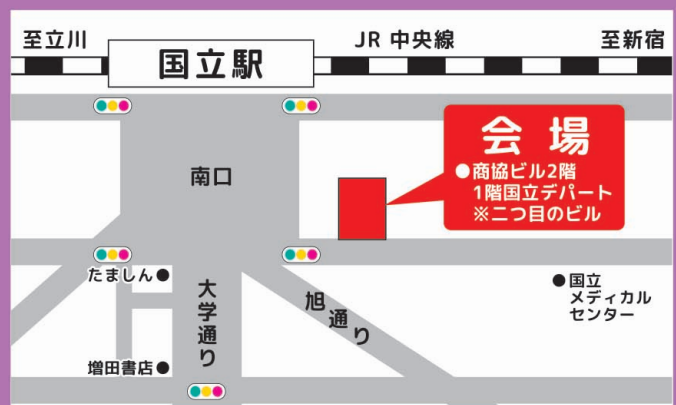 至立川
国立駅
JR 中央線
至新宿
会場
●商協ビル2階
1階国立デパート
※二つ目のビル
南口
たましん●
大学通り
旭通り
●国立
メディカル
センター
増田書店●